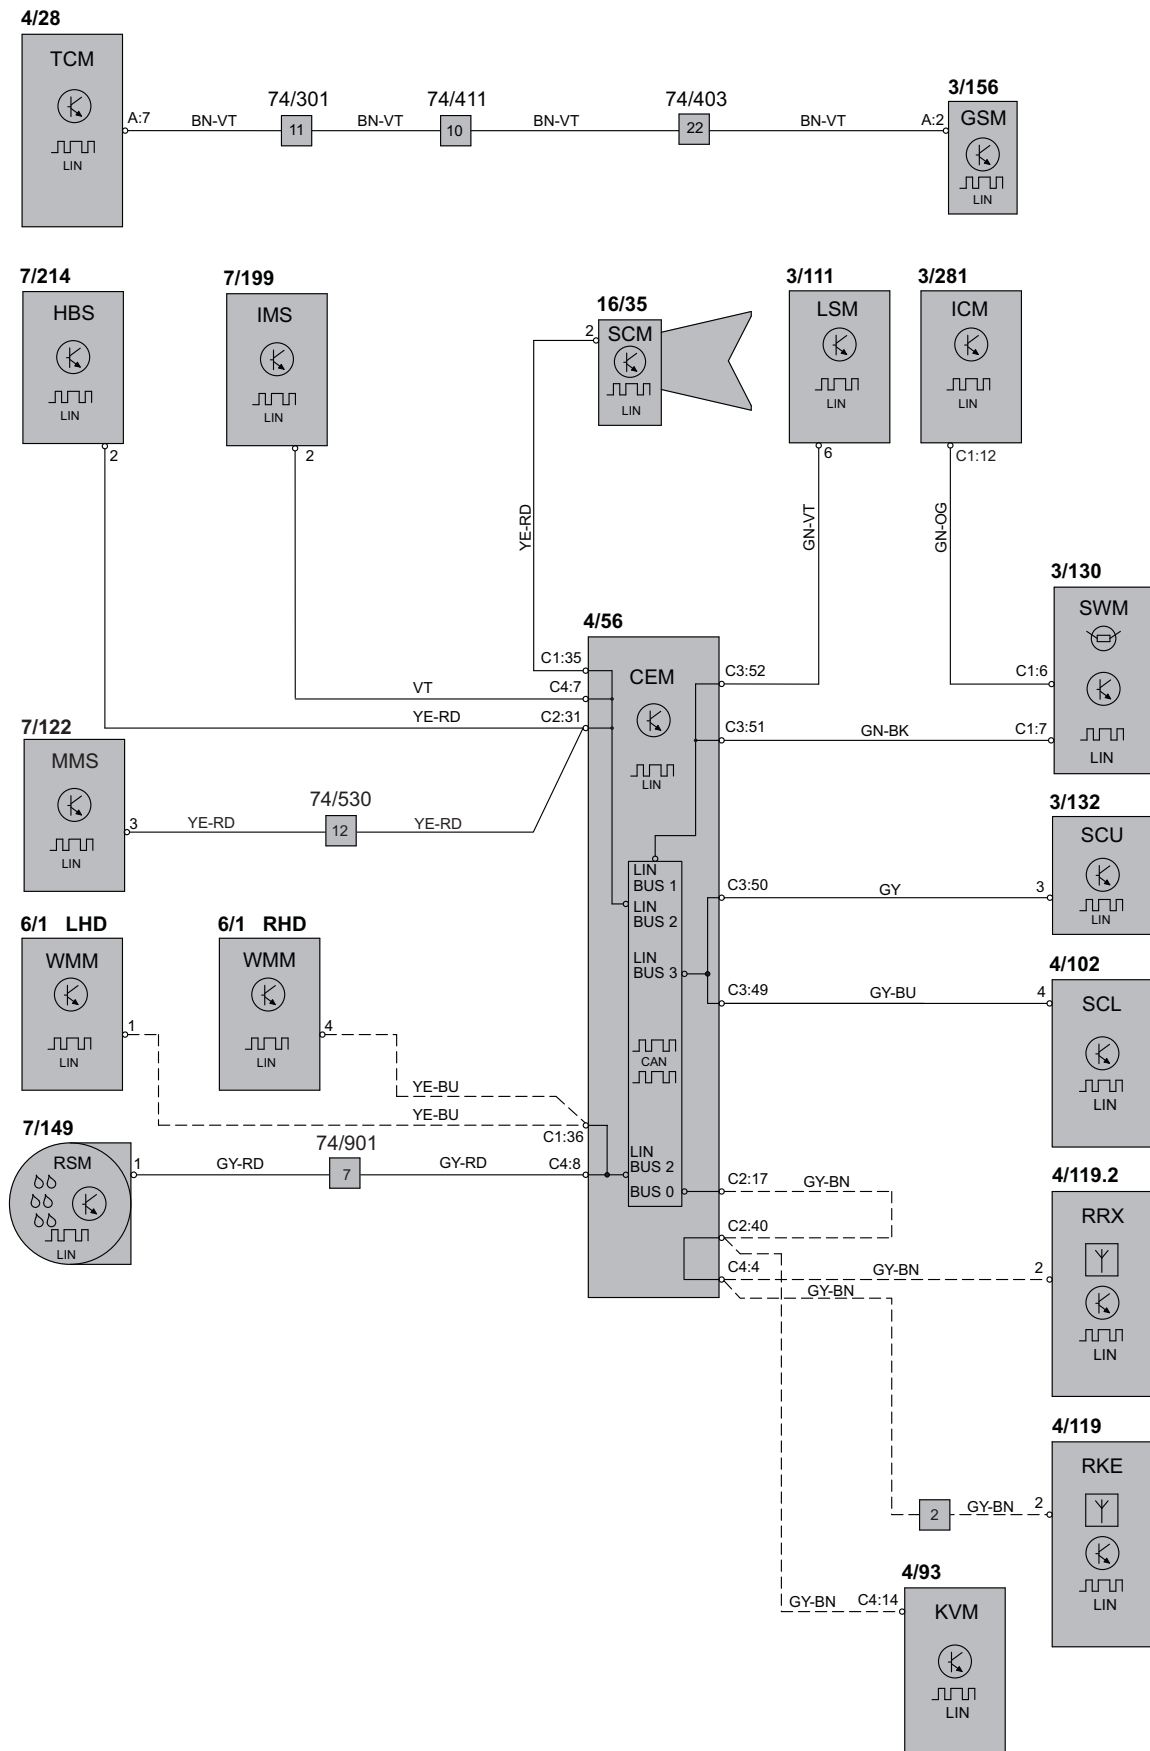 4/28
TCM
LIN
A:7
BN-VT
74/301
11
BN-VT
74/411
10
BN-VT
74/403
22
BN-VT
A:2
3/156
GSM
LIN
7/214
HBS
LIN
2
7/199
IMS
LIN
2
16/35
2
SCM
LIN
YE-RD
3/111
LSM
LIN
6
GN-VT
3/281
ICM
LIN
C1:12
GN-OG
3/130
SWM
C1:6
C1:7
LIN
4/56
CEM
LIN
C1:35
C4:7
VT
C2:31
YE-RD
C3:52
C3:51
GN-BK
7/122
MMS
LIN
3
YE-RD
74/530
12
YE-RD
3/132
SCU
LIN
3
GY
C3:50
LIN
BUS 1
LIN
BUS 2
LIN
BUS 3
C3:49
GY-BU
4
4/102
SCL
LIN
CAN
6/1 LHD
WMM
LIN
1
6/1 RHD
WMM
LIN
4
YE-BU
YE-BU
C1:36
7/149
RSM
LIN
1
GY-RD
74/901
7
GY-RD
C4:8
LIN
BUS 2
BUS 0
C2:17
GY-BN
C2:40
C4:4
GY-BN
2
GY-BN
4/119.2
RRX
LIN
4/119
RKE
LIN
2
GY-BN
2
4/93
GY-BN
C4:14
KVM
LIN